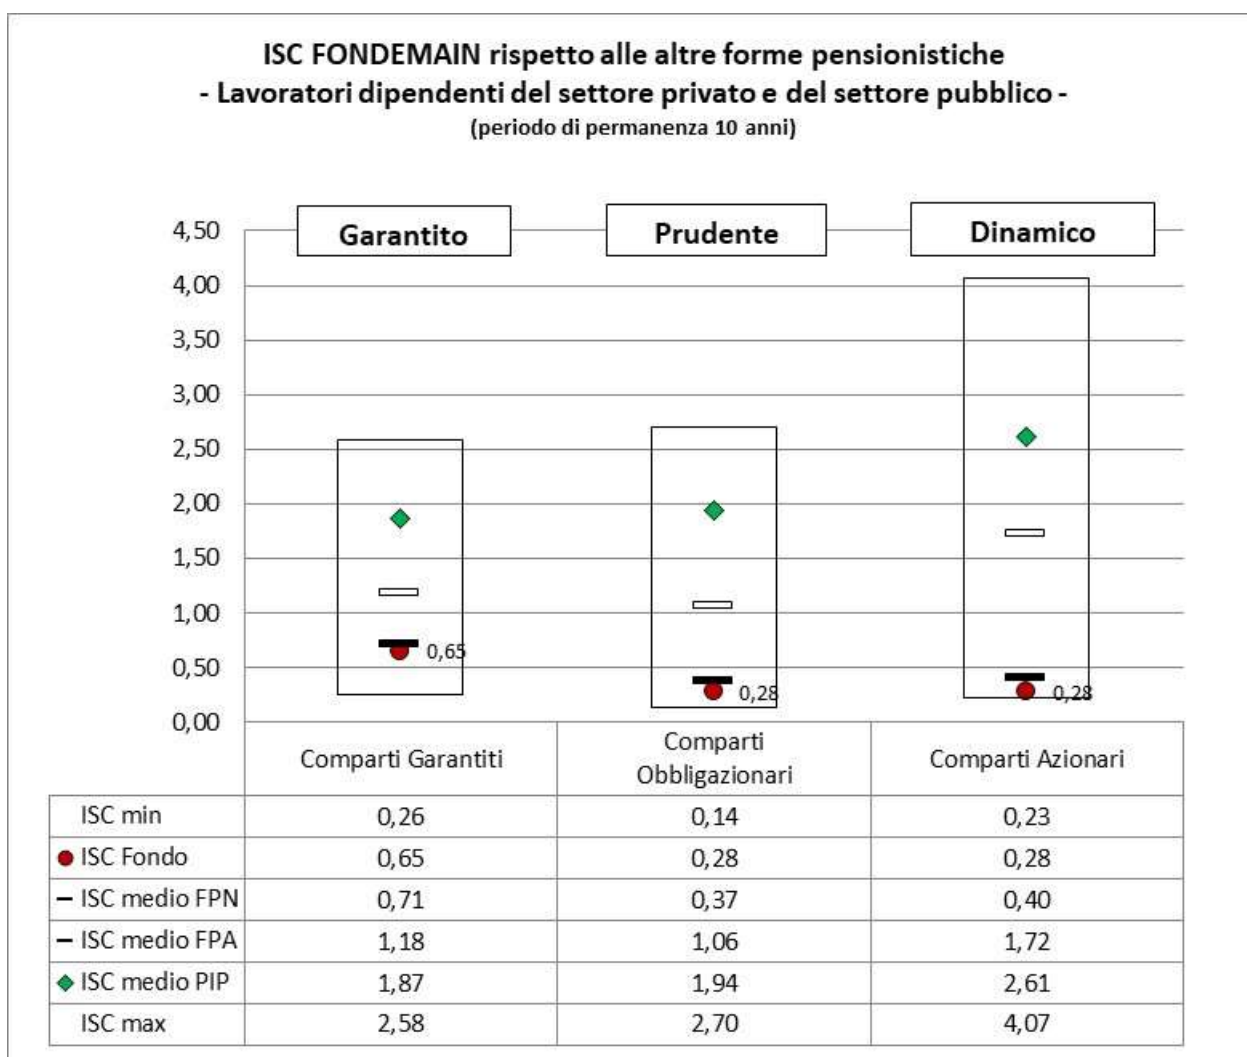 ISC FONDEMAIN rispetto alle altre forme pensionistiche
- Lavoratori dipendenti del settore privato e del settore pubblico -
(periodo di permanenza 10 anni)
Garantito Prudente Dinamico
4,50
4,00
3,50
3,00
2,50
2,00
1,50
1,00
0,50
0,00
0,65
0,28
0,28
Comparti Garantiti Comparti Obbligazionari Comparti Azionari
ISC min 0,26 0,14 0,23
ISC Fondo 0,65 0,28 0,28
ISC medio FPN 0,71 0,37 0,40
ISC medio FPA 1,18 1,06 1,72
ISC medio PIP 1,87 1,94 2,61
ISC max 2,58 2,70 4,07